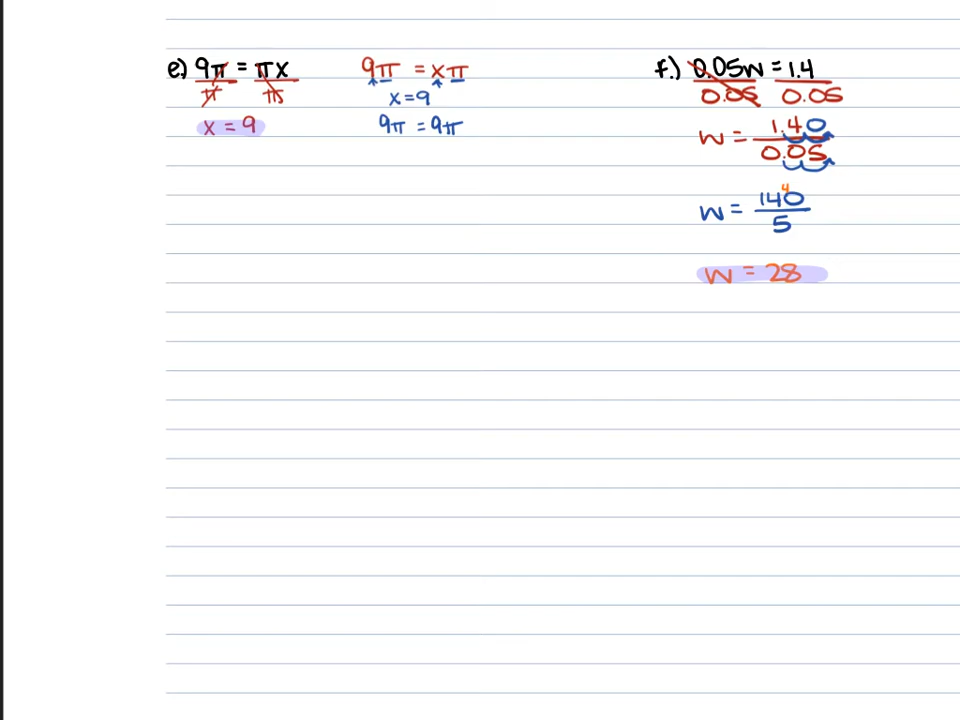 e.) 9π = πx
π π
x = 9
9π = xπ
x = 9
9π = 9π
f.) 0.05w = 1.4
0.05 0.05
w = 1.40
0.05
4
w = 140
5
w = 28